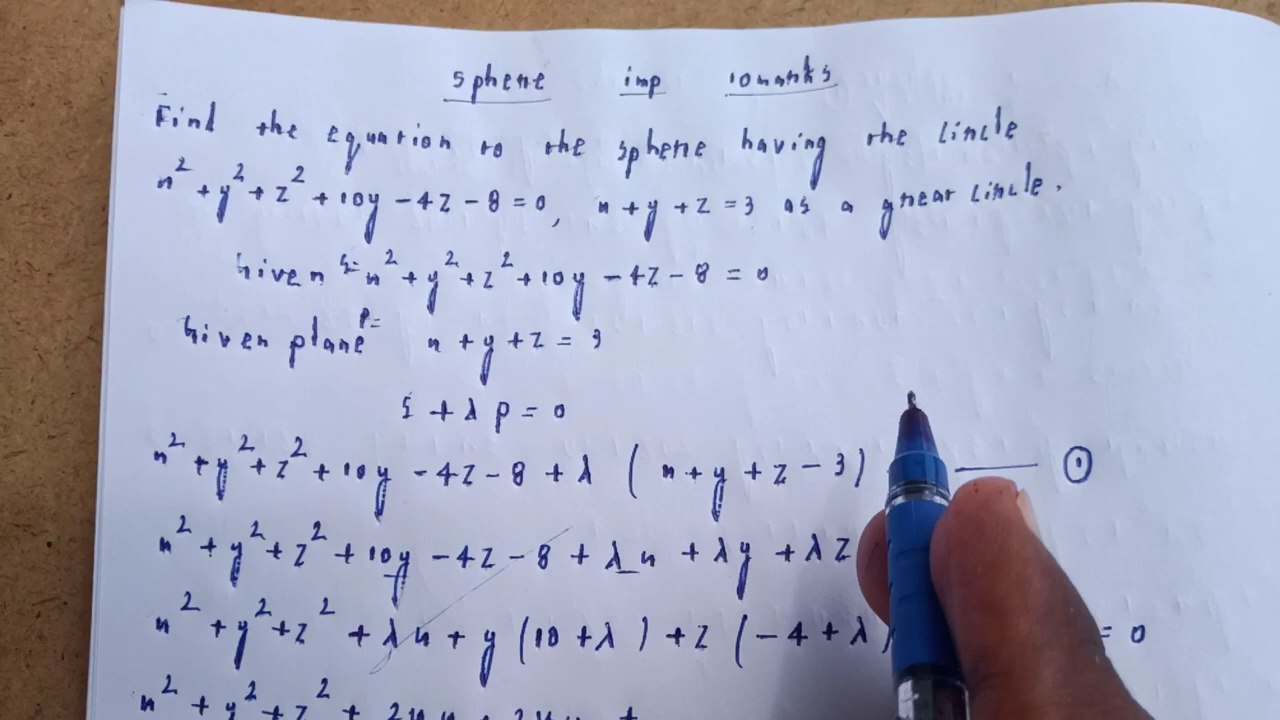 Sphere imp 10marks
Find the equation to the sphere having the circle
x² + y² + z² + 10y - 4z - 8 = 0, x + y + z = 3 as a great circle.
Given S= x² + y² + z² + 10y - 4z - 8 = 0
Given plane P= x + y + z = 3
S + λ P = 0
x² + y² + z² + 10y - 4z - 8 + λ ( x + y + z - 3) —— ①
x² + y² + z² + 10y - 4z - 8 + λx + λy + λz
x² + y² + z² + λx + y (10 + λ) + z (-4 + λ) = 0
x² + y² + z² +